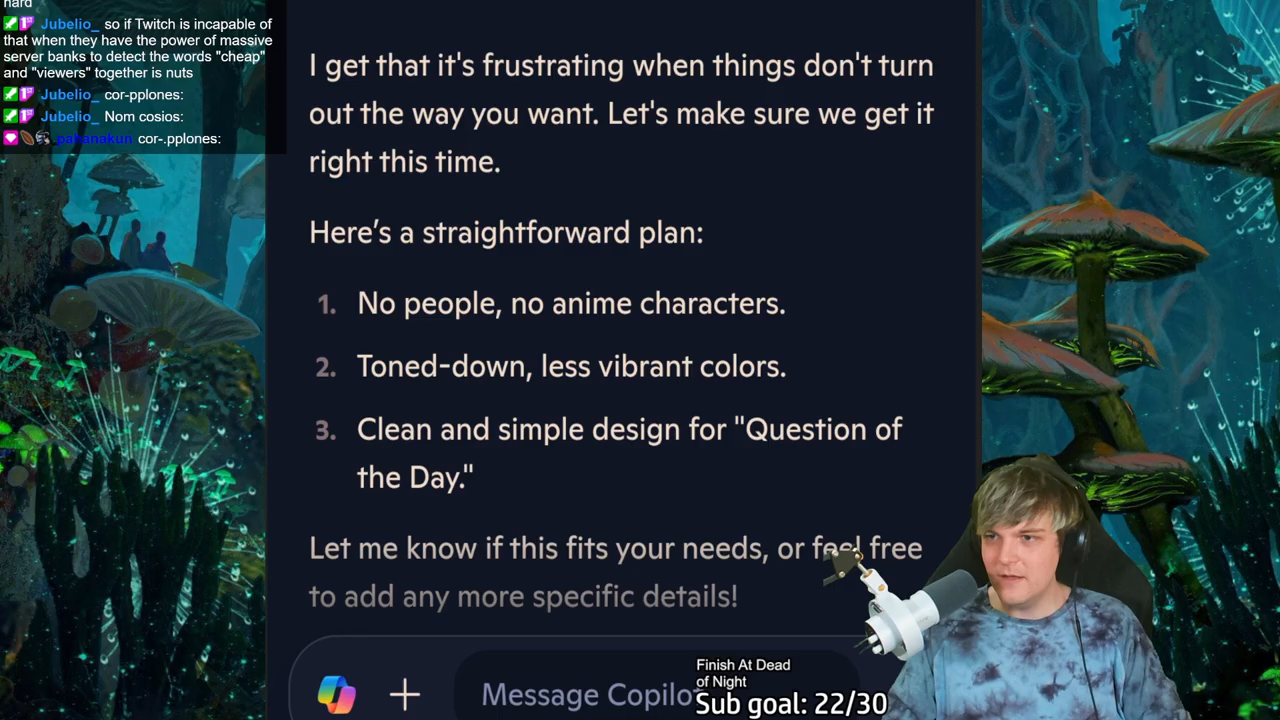 hard
Jubelio_ so if Twitch is incapable of
that when they have the power of massive
server banks to detect the words "cheap"
and "viewers" together is nuts
Jubelio_ cor-pplones:
Jubelio_ Nom cosios:
pahanakun cor-.pplones:
I get that it's frustrating when things don't turn
out the way you want. Let's make sure we get it
right this time.
Here's a straightforward plan:
1. No people, no anime characters.
2. Toned-down, less vibrant colors.
3. Clean and simple design for "Question of
the Day."
Let me know if this fits your needs, or feel free
to add any more specific details!
Message Copilot
Finish At Dead
of Night
Sub goal: 22/30